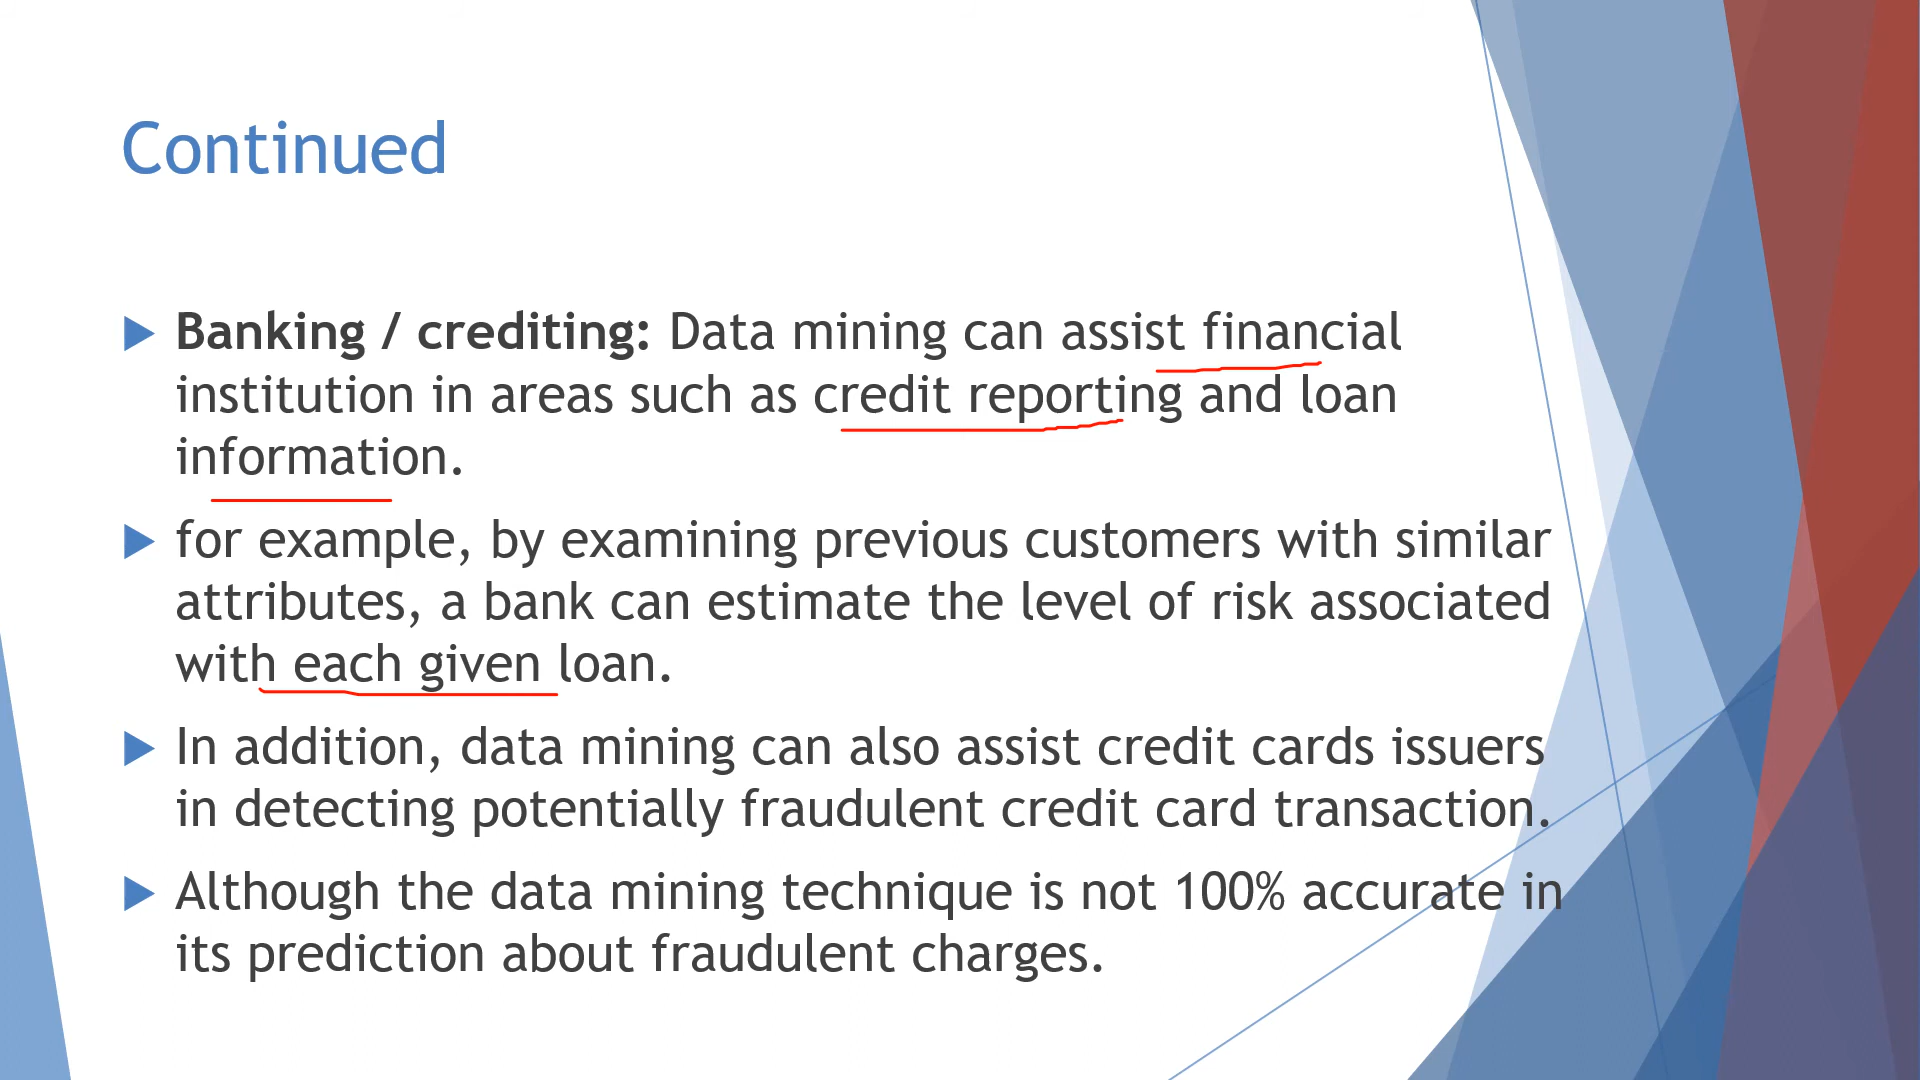 Continued
Banking / crediting: Data mining can assist financial
institution in areas such as credit reporting and loan
information.
for example, by examining previous customers with similar
attributes, a bank can estimate the level of risk associated
with each given loan.
In addition, data mining can also assist credit cards issuers
in detecting potentially fraudulent credit card transaction.
Although the data mining technique is not 100% accurate in
its prediction about fraudulent charges.